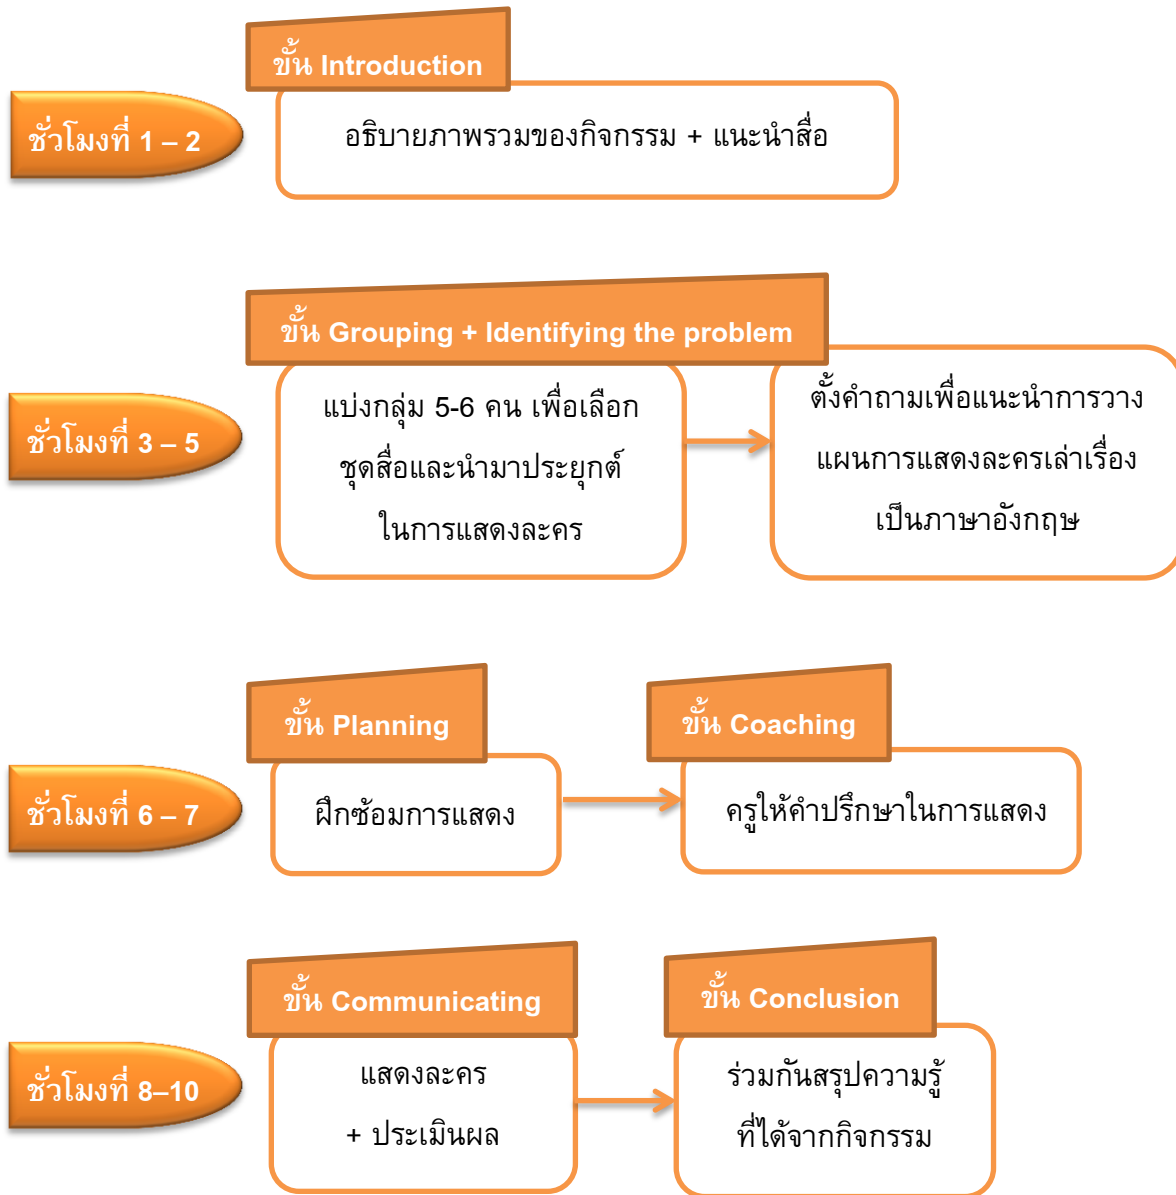 ขั้น Introduction
ชั่วโมงที่ 1 – 2
อธิบายภาพรวมของกิจกรรม + แนะนำสื่อ
ขั้น Grouping + Identifying the problem
ชั่วโมงที่ 3 – 5
แบ่งกลุ่ม 5-6 คน เพื่อเลือก
ชุดสื่อและนำมาประยุกต์
ในการแสดงละคร
ตั้งคำถามเพื่อแนะนำการวาง
แผนการแสดงละครเล่าเรื่อง
เป็นภาษาอังกฤษ
ขั้น Planning
ขั้น Coaching
ชั่วโมงที่ 6 – 7
ฝึกซ้อมการแสดง
ครูให้คำปรึกษาในการแสดง
ขั้น Communicating
ขั้น Conclusion
ชั่วโมงที่ 8–10
แสดงละคร
+ ประเมินผล
ร่วมกันสรุปความรู้
ที่ได้จากกิจกรรม